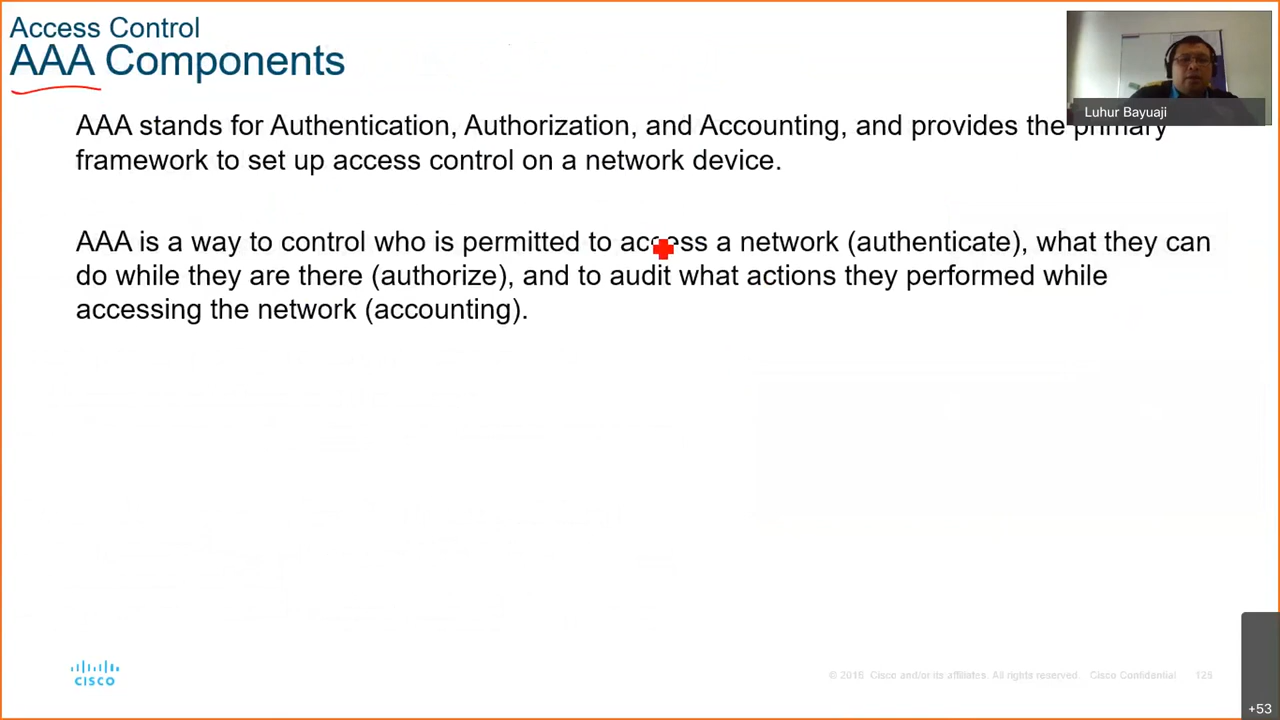 Access Control
AAA Components
Luhur Bayuaji
AAA stands for Authentication, Authorization, and Accounting, and provides the primary
framework to set up access control on a network device.
AAA is a way to control who is permitted to access a network (authenticate), what they can
do while they are there (authorize), and to audit what actions they performed while
accessing the network (accounting).
CISCO
© 2016 Cisco and/or its affiliates. All rights reserved. Cisco Confidential 125
+53